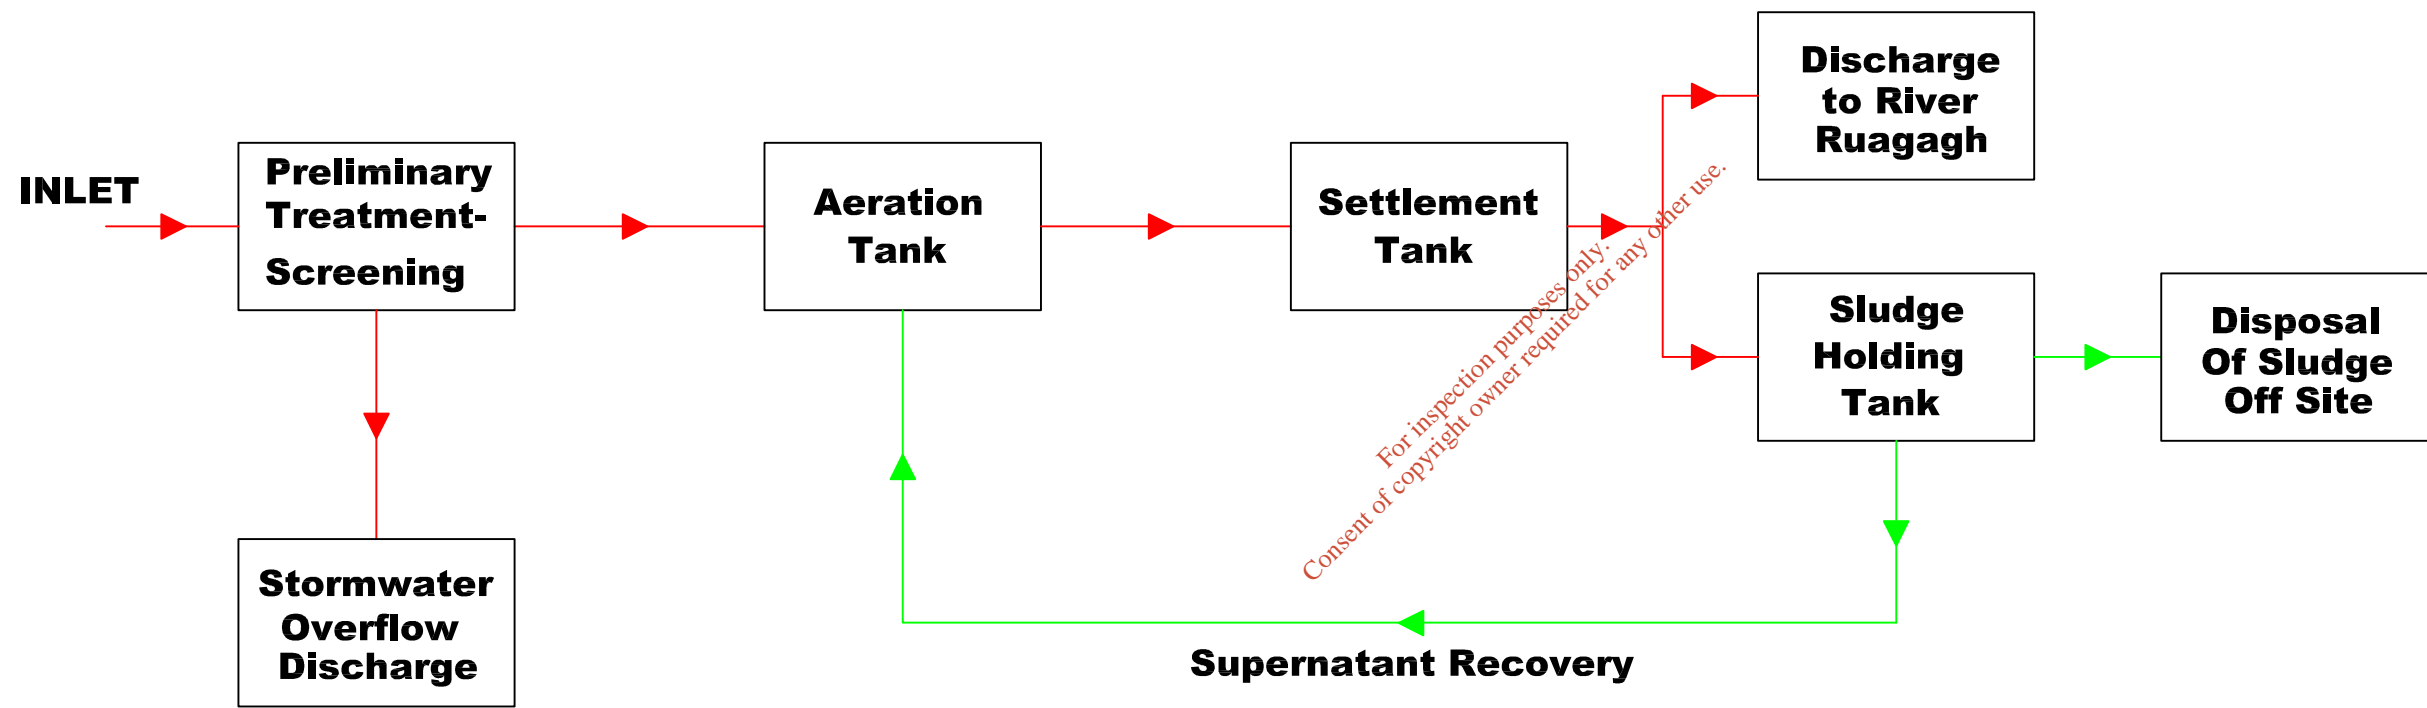 INLET
Preliminary
Treatment-
Screening
Stormwater
Overflow
Discharge
Aeration
Tank
Settlement
Tank
Discharge
to River
Ruagagh
Sludge
Holding
Tank
Disposal
Of Sludge
Off Site
Supernatant Recovery
For inspection purposes only.
Consent of copyright owner required for any other use.